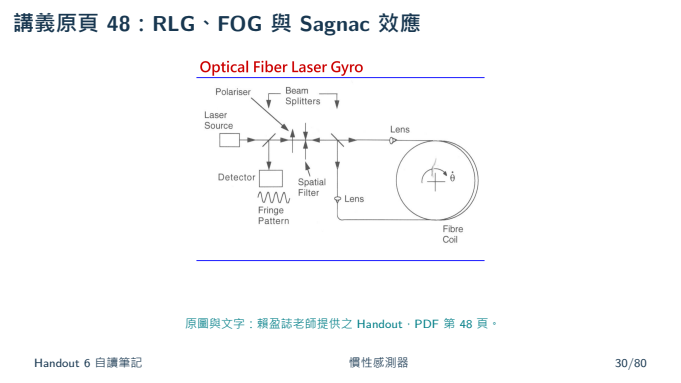 講義原頁 48：RLG、FOG 與 Sagnac 效應
Optical Fiber Laser Gyro
Polariser
Beam
Splitters
Laser
Source
Lens
Detector
Spatial
Filter
Lens
θ̇
Fringe
Pattern
Fibre
Coil
原圖與文字：賴盈誌老師提供之 Handout，PDF 第 48 頁。
Handout 6 自讀筆記
慣性感測器
30/80